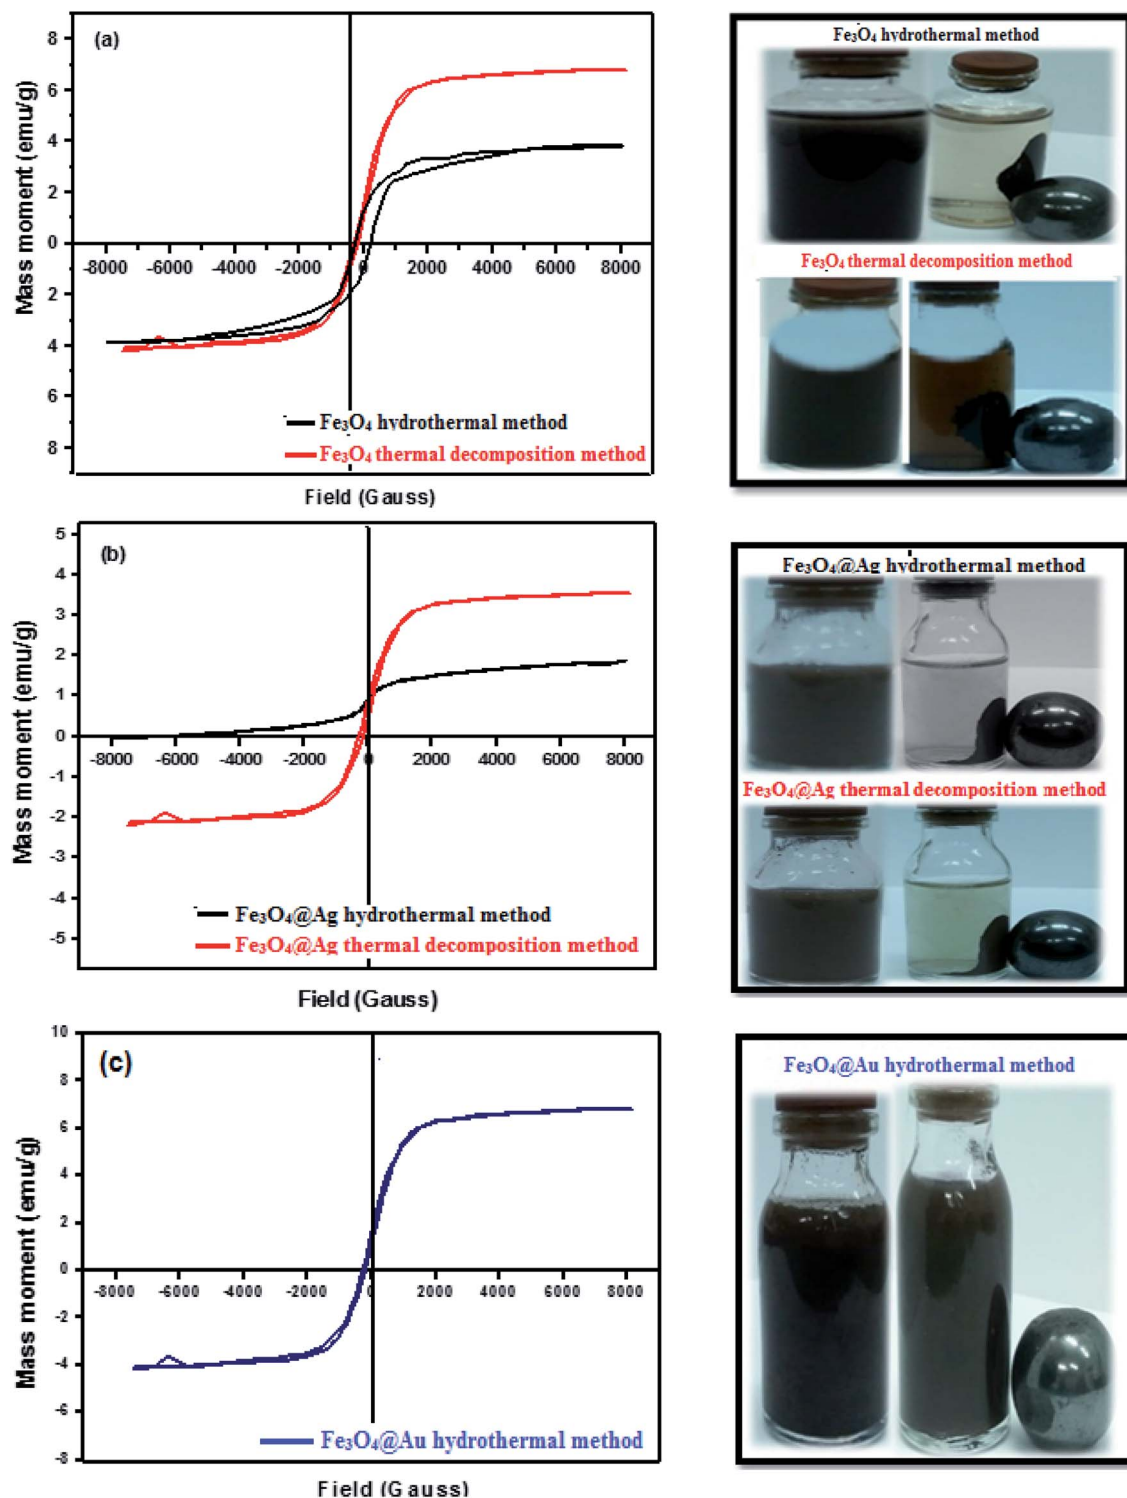 (a)
Mass moment (emu/g)
8
6
4
2
0
2
4
6
8
-8000 -6000 -4000 -2000 0 2000 4000 6000 8000
Fe₃O₄ hydrothermal method
Fe₃O₄ thermal decomposition method
Field (Gauss)
Fe₃O₄ hydrothermal method
Fe₃O₄ thermal decomposition method
(b)
Mass moment (emu/g)
5
4
3
2
1
0
-1
-2
-3
-4
-5
-8000 -6000 -4000 -2000 0 2000 4000 6000 8000
Fe₃O₄@Ag hydrothermal method
Fe₃O₄@Ag thermal decomposition method
Field (Gauss)
Fe₃O₄@Ag hydrothermal method
Fe₃O₄@Ag thermal decomposition method
(c)
Mass moment (emu/g)
10
8
6
4
2
0
-2
-4
-6
-8
-8000 -6000 -4000 -2000 0 2000 4000 6000 8000
Fe₃O₄@Au hydrothermal method
Field (Gauss)
Fe₃O₄@Au hydrothermal method